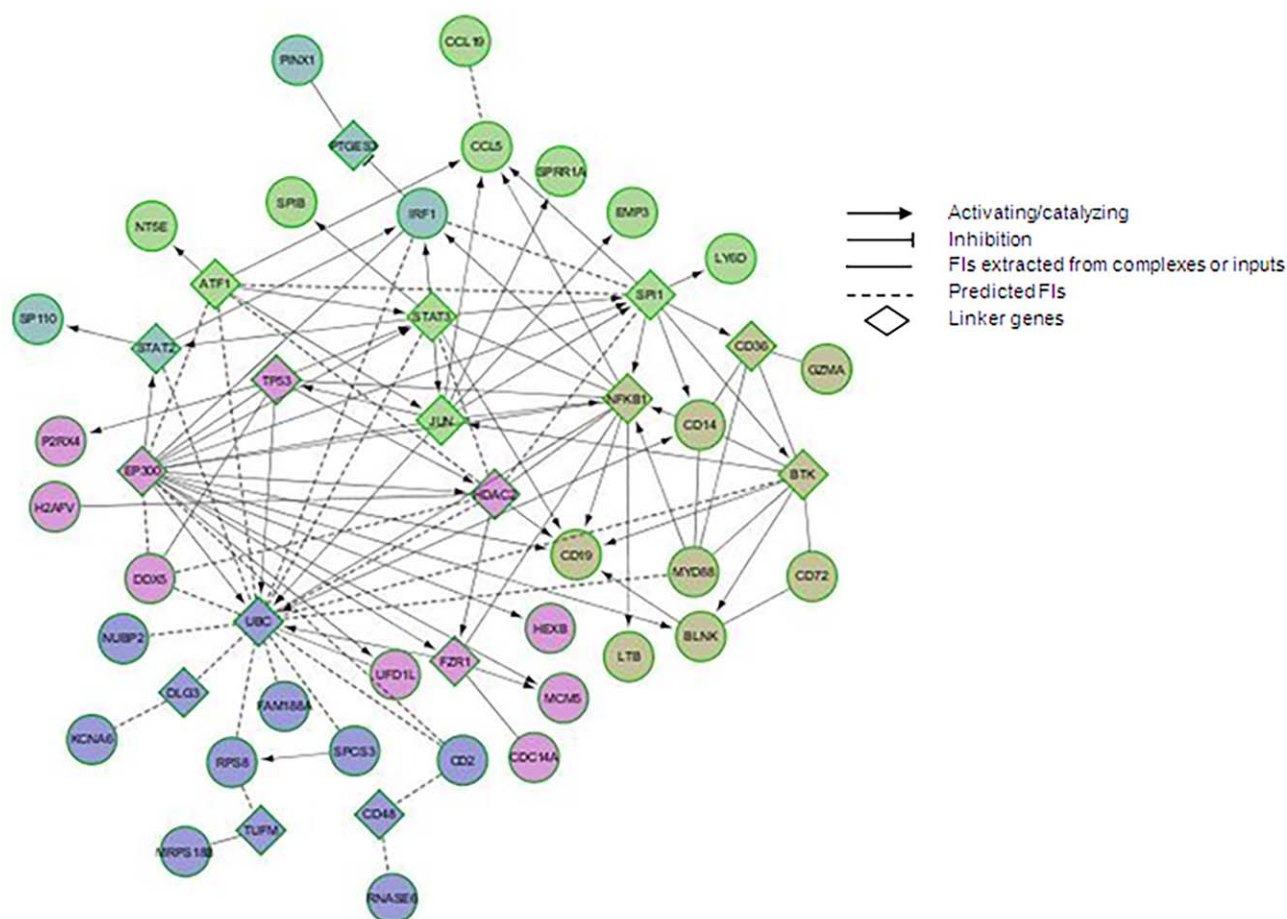 CCL19
PINX1
PTGES3
CCL5
SPRR1A
SPIB
IRF1
EMP3
NT5E
Activating/catalyzing
Inhibition
FIs extracted from complexes or inputs
Predicted FIs
Linker genes
LY6D
ATF1
SPI1
SP110
STAT3
STAT2
CD36
GZMA
TP53
NFKB1
JUN
CD14
P2RX4
EP300
BTK
HDAC2
H2AFV
CD19
MYD88
CD72
DDX5
UBC
NUBP2
HEXB
BLNK
LTB
FZR1
UFD1L
DLG3
MCM5
FAM188A
KCNA6
SPCS3
RPS8
CD2
CDC14A
CD48
TUFM
MRPS18B
RNASE6